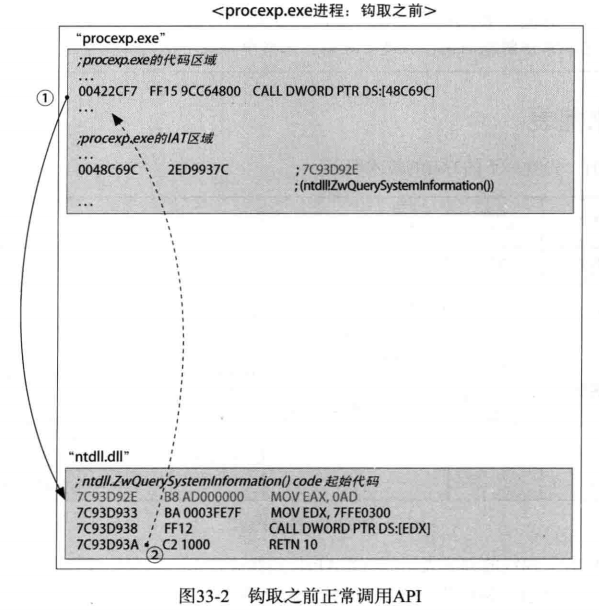 <procexp.exe进程：钩取之前>
“procexp.exe”
;procexp.exe的代码区域
...
00422CF7 FF15 9CC64800 CALL DWORD PTR DS:[48C69C]
①
...
;procexp.exe的IAT区域
...
0048C69C 2ED9937C ; 7C93D92E
; (ntdll!ZwQuerySystemInformation())
...
“ntdll.dll”
; ntdll.ZwQuerySystemInformation() code 起始代码
7C93D92E B8 AD000000 MOV EAX, 0AD
7C93D933 BA 0003FE7F MOV EDX, 7FFE0300
7C93D938 FF12 CALL DWORD PTR DS:[EDX]
7C93D93A C2 1000 RETN 10
②
图33-2 钩取之前正常调用API